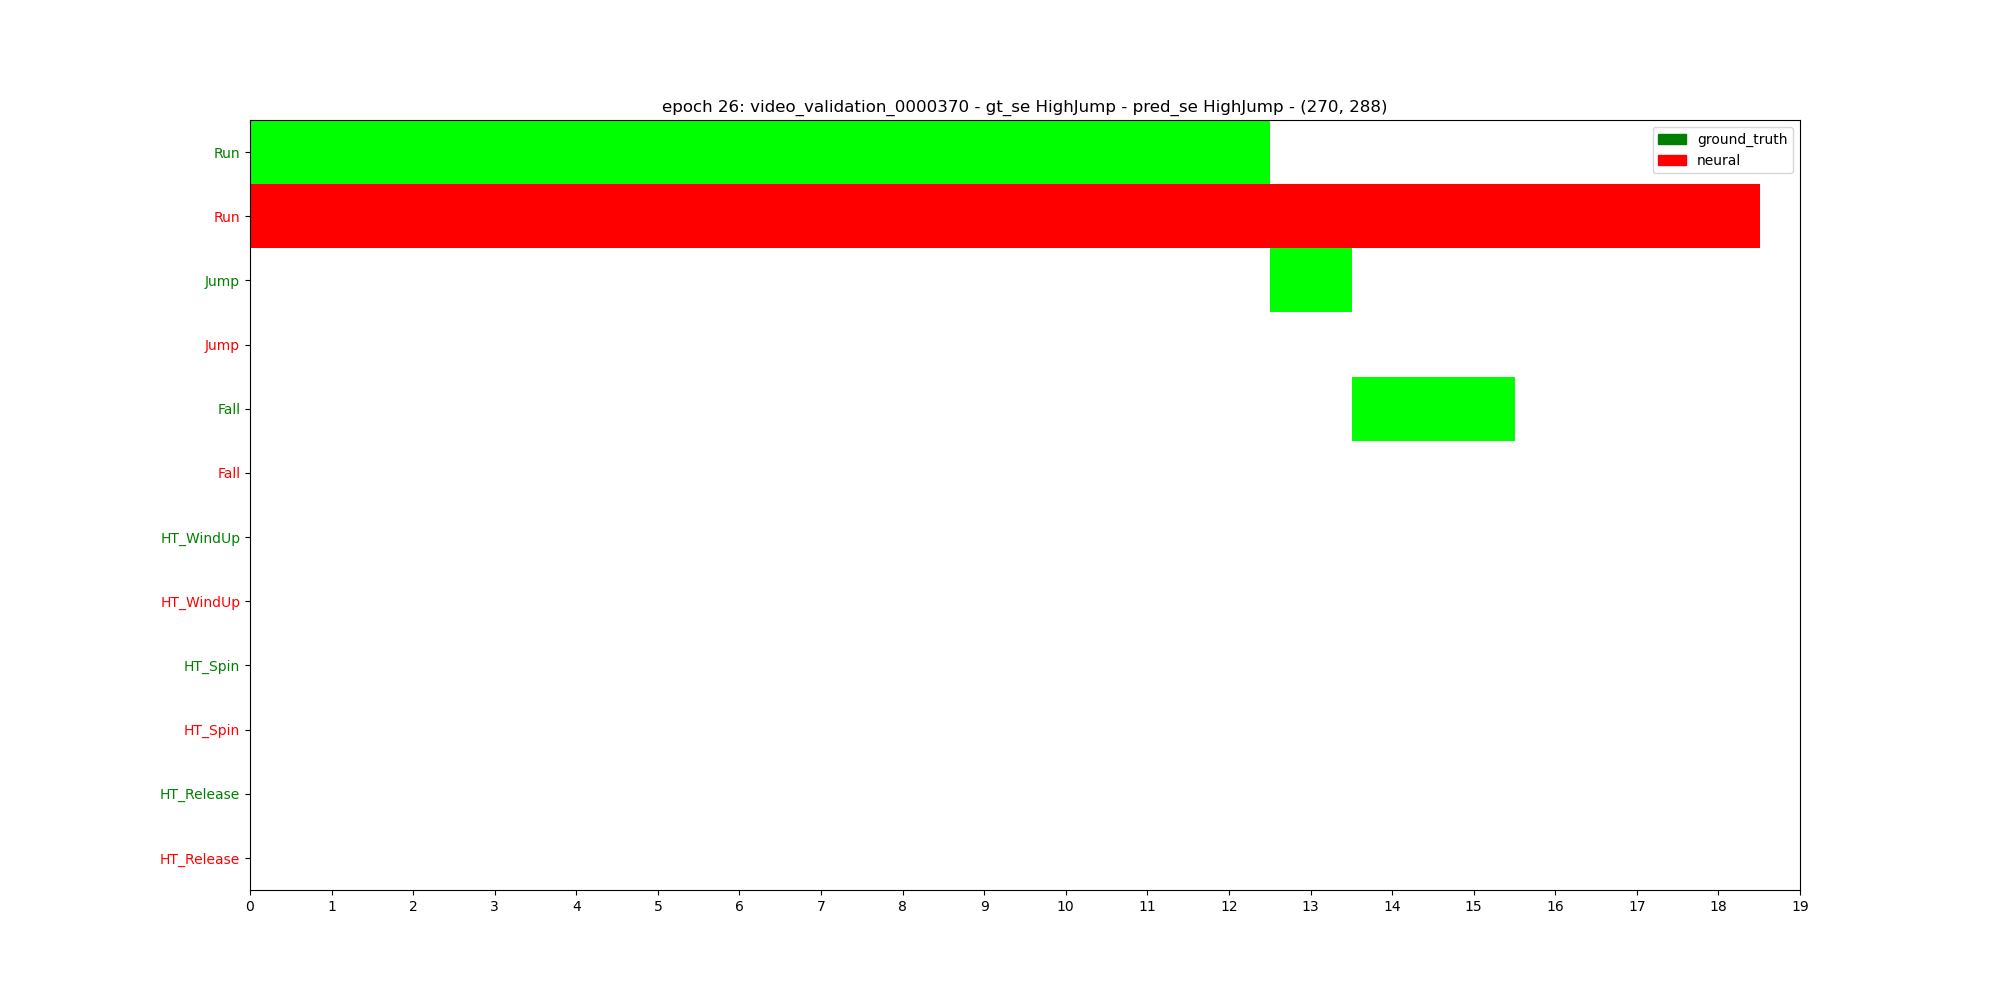 epoch 26: video_validation_0000370 - gt_se HighJump - pred_se HighJump - (270, 288)
ground_truth
neural
Run
Run
Jump
Jump
Fall
Fall
HT_WindUp
HT_WindUp
HT_Spin
HT_Spin
HT_Release
HT_Release
0 1 2 3 4 5 6 7 8 9 10 11 12 13 14 15 16 17 18 19